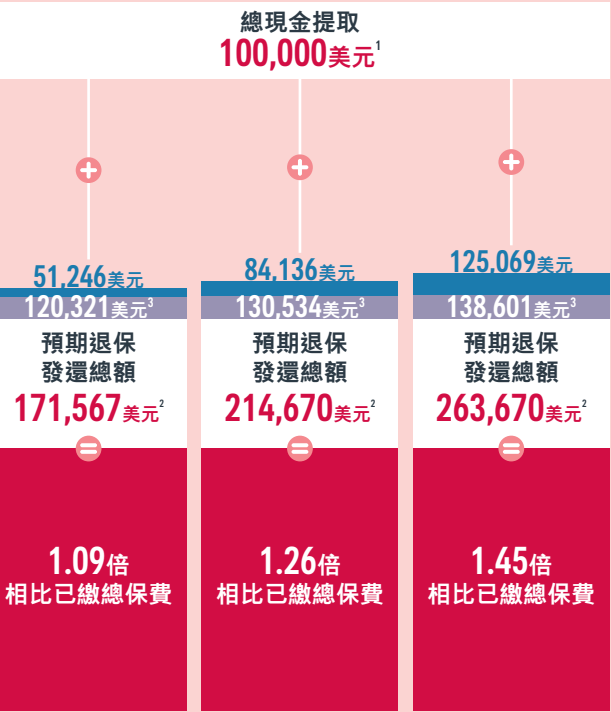 總現金提取
100,000美元¹
51,246美元
120,321美元³
預期退保
發還總額
171,567美元²
1.09倍
相比已繳總保費
84,136美元
130,534美元³
預期退保
發還總額
214,670美元²
1.26倍
相比已繳總保費
125,069美元
138,601美元³
預期退保
發還總額
263,670美元²
1.45倍
相比已繳總保費